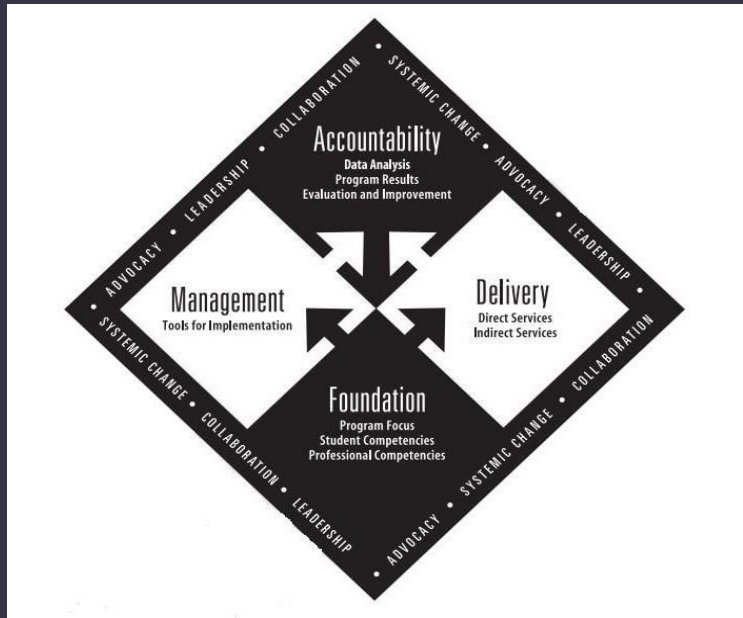 Accountability
Data Analysis
Program Results
Evaluation and Improvement
Management
Tools for Implementation
Delivery
Direct Services
Indirect Services
Foundation
Program Focus
Student Competencies
Professional Competencies
• ADVOCACY • LEADERSHIP • COLLABORATION
• SYSTEMIC CHANGE • ADVOCACY • LEADERSHIP •
• SYSTEMIC CHANGE • COLLABORATION • LEADERSHIP
• ADVOCACY • SYSTEMIC CHANGE • COLLABORATION